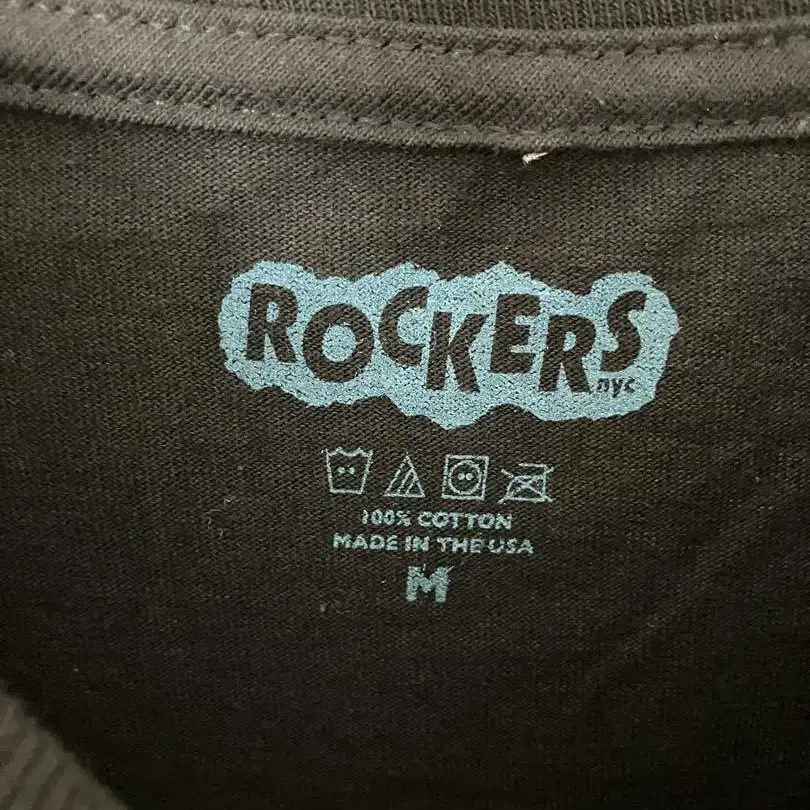 ROCKERS
nyc
100% COTTON
MADE IN THE USA
M